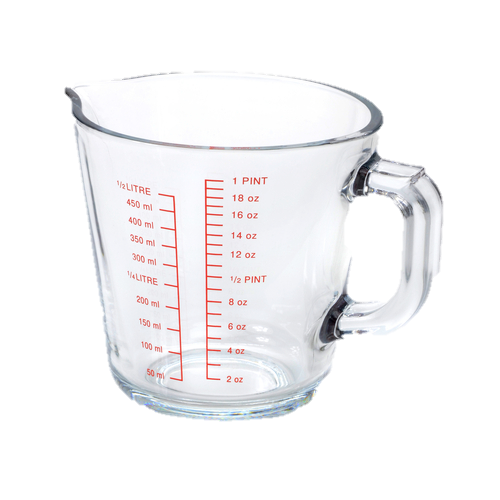 1/2 LITRE
450 ml
400 ml
350 ml
300 ml
1/4 LITRE
200 ml
150 ml
100 ml
50 ml
1 PINT
18 oz
16 oz
14 oz
12 oz
1/2 PINT
8 oz
6 oz
4 oz
2 oz